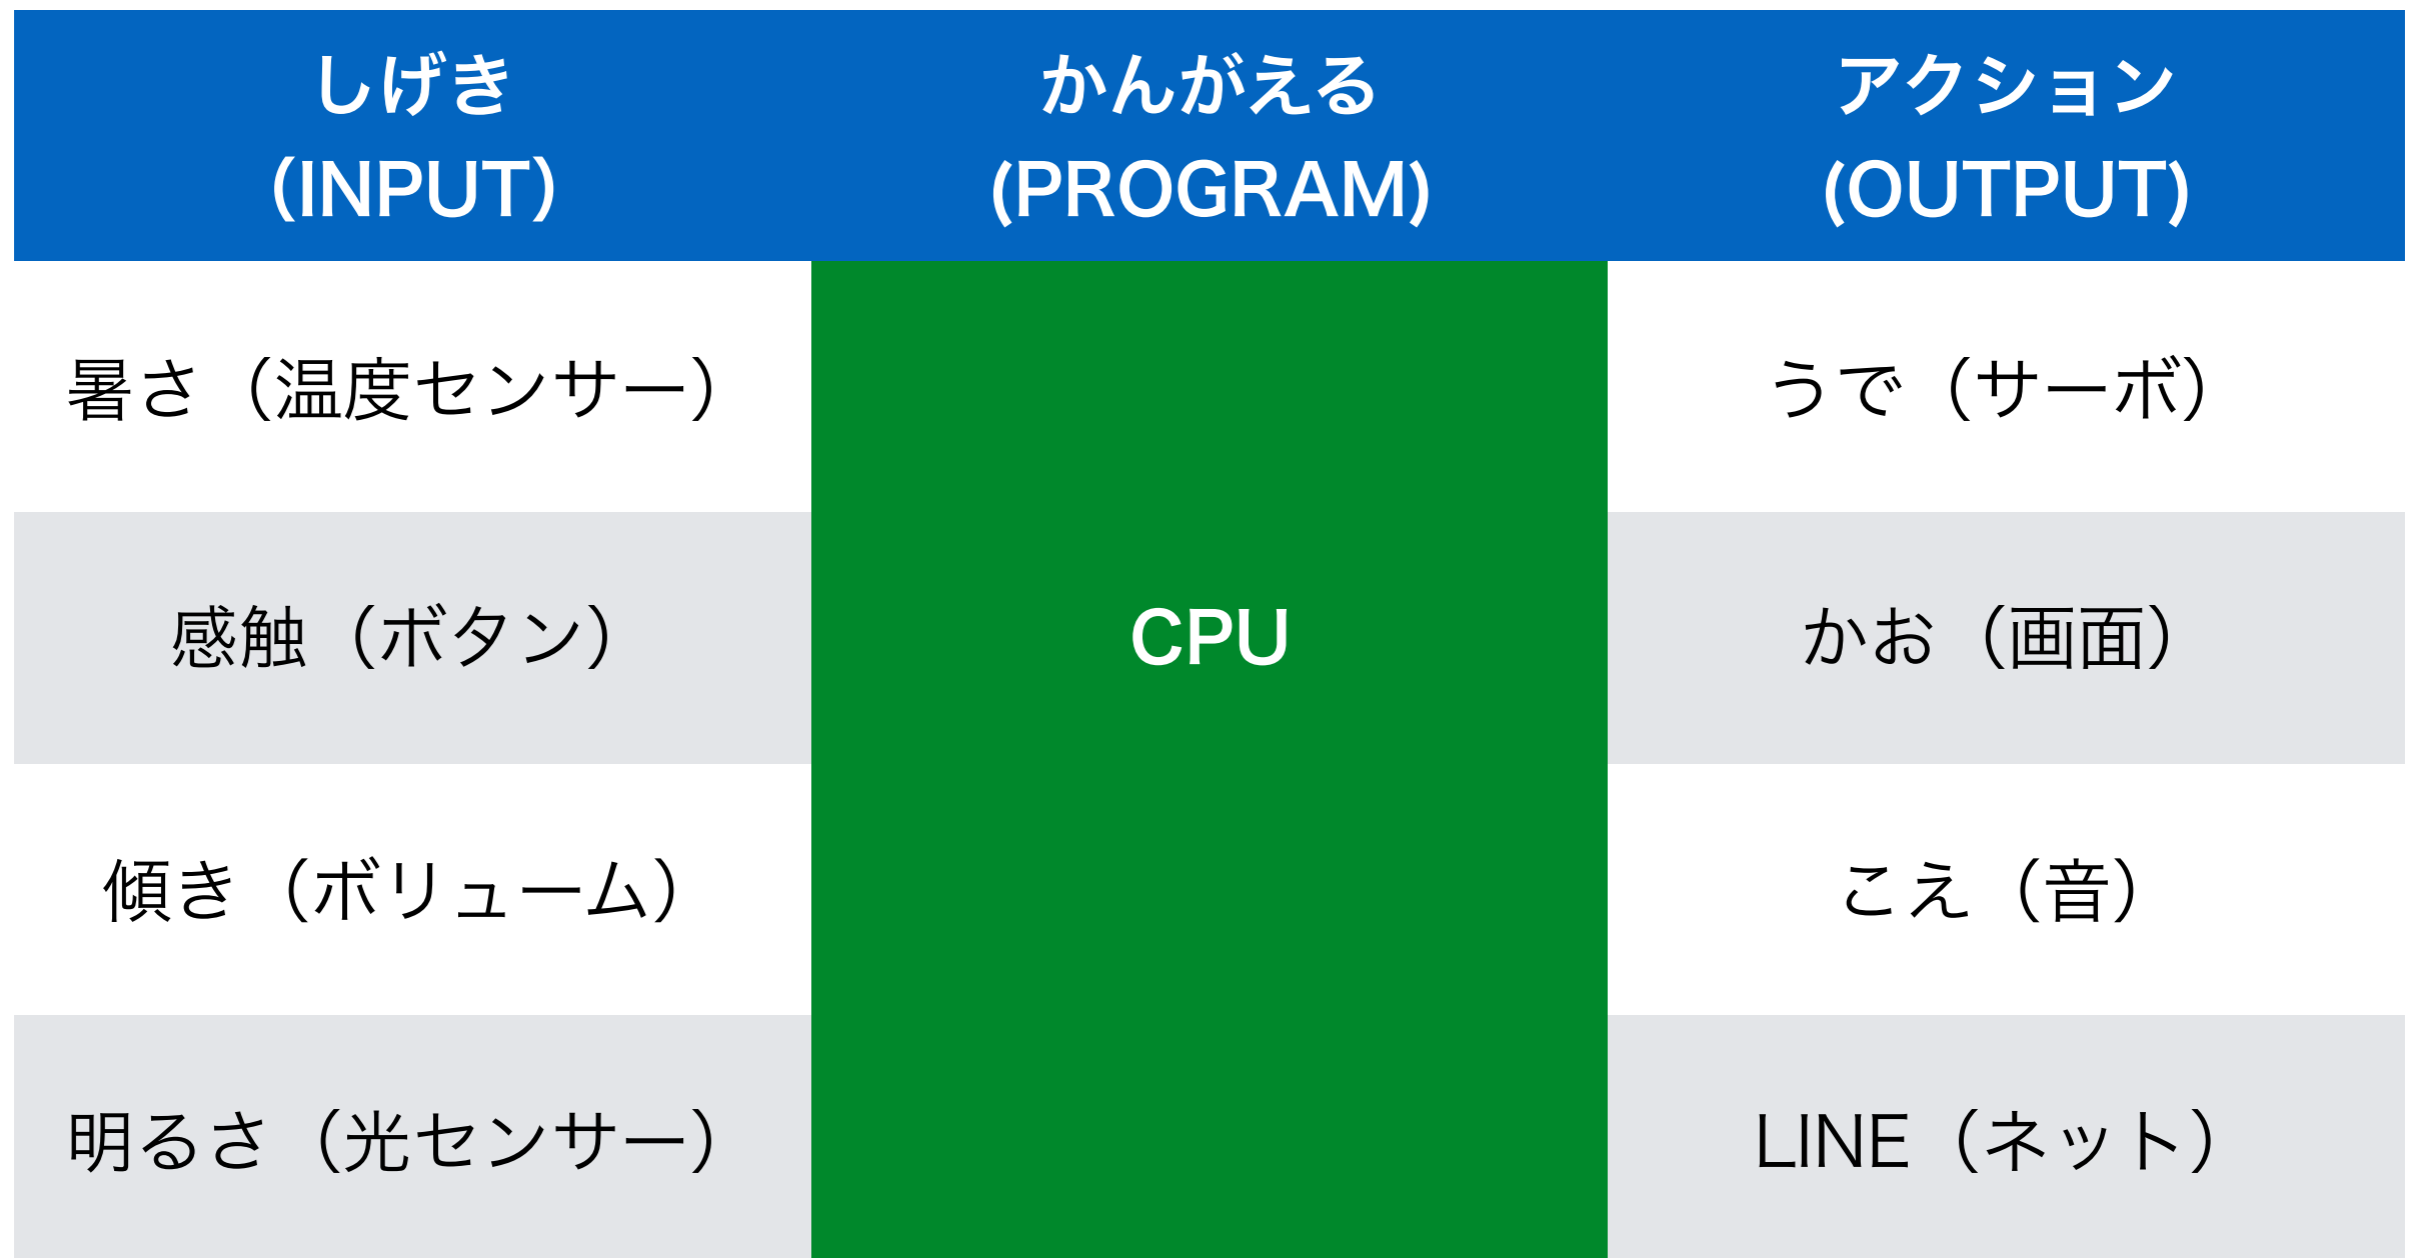 しげき
（INPUT）
かんがえる
(PROGRAM)
アクション
(OUTPUT)
暑さ（温度センサー）
うで（サーボ）
感触（ボタン）
CPU
かお（画面）
傾き（ボリューム）
こえ（音）
明るさ（光センサー）
LINE（ネット）